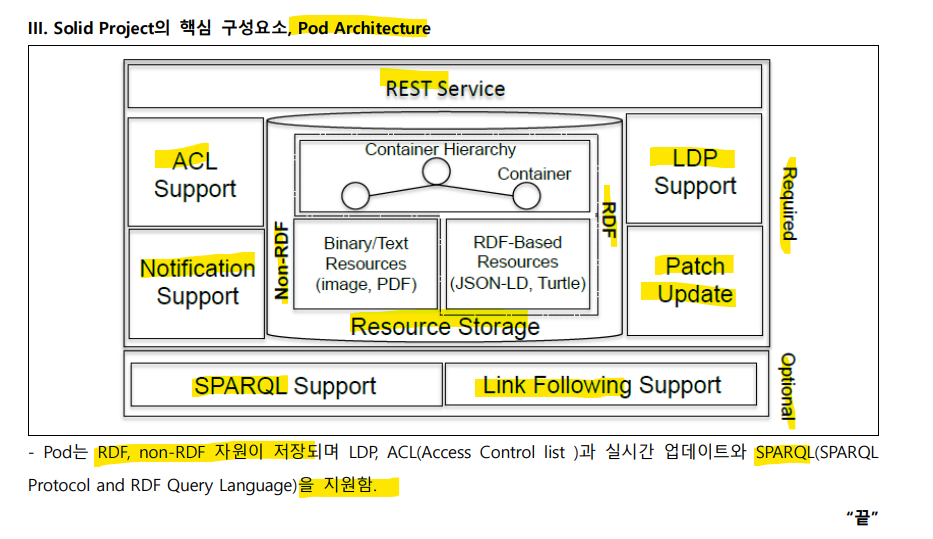 III. Solid Project의 핵심 구성요소, Pod Architecture
REST Service
ACL
Support
Container Hierarchy
Container
LDP
Support
Required
Non-RDF
RDF
Notification
Support
Binary/Text
Resources
(image, PDF)
RDF-Based
Resources
(JSON-LD, Turtle)
Patch
Update
Resource Storage
SPARQL Support
Link Following Support
Optional
- Pod는 RDF, non-RDF 자원이 저장되며 LDP, ACL(Access Control list )과 실시간 업데이트와 SPARQL(SPARQL
Protocol and RDF Query Language)을 지원함.
“끝”